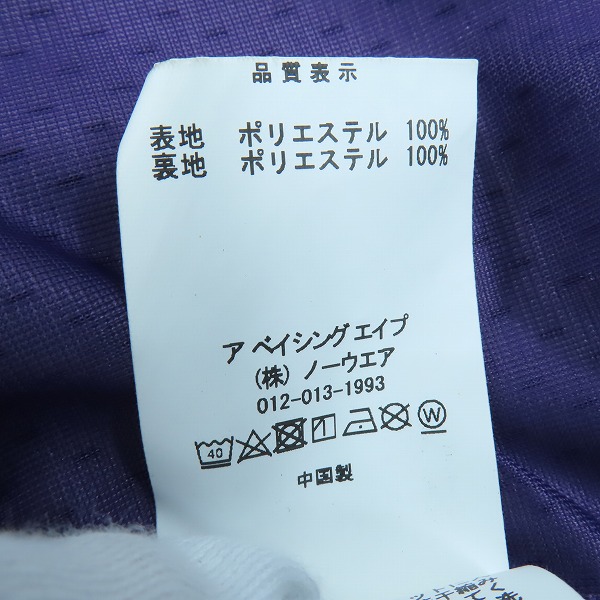 品質表示
表地 ポリエステル 100%
裏地 ポリエステル 100%
ア ベイシング エイプ
(株) ノーウエア
012-013-1993
40 W
中国製